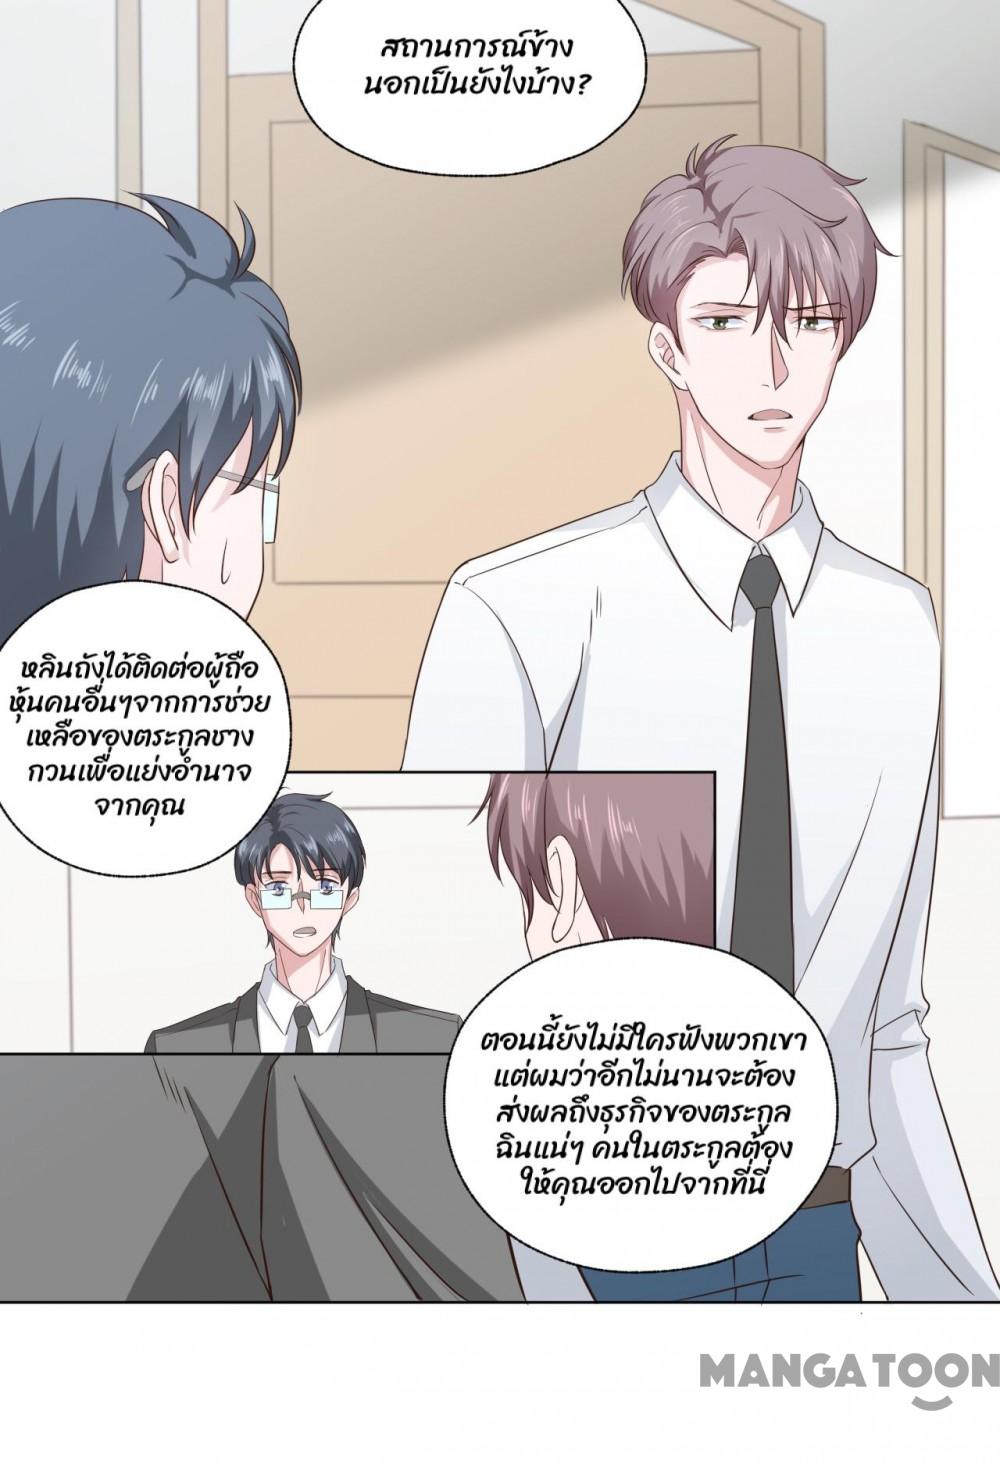 สถานการณ์ข้าง
นอกเป็นยังไงบ้าง?
หลินถังได้ติดต่อผู้ถือ
หุ้นคนอื่นๆจากการช่วย
เหลือของตระกูลชาง
กวนเพื่อแย่งอำนาจ
จากคุณ
ตอนนี้ยังไม่มีใครฟังพวกเขา
แต่ผมว่าอีกไม่นานจะต้อง
ส่งผลถึงธุรกิจของตระกูล
ฉินแน่ๆ คนในตระกูลต้อง
ให้คุณออกไปจากที่นี่
MANGATOON